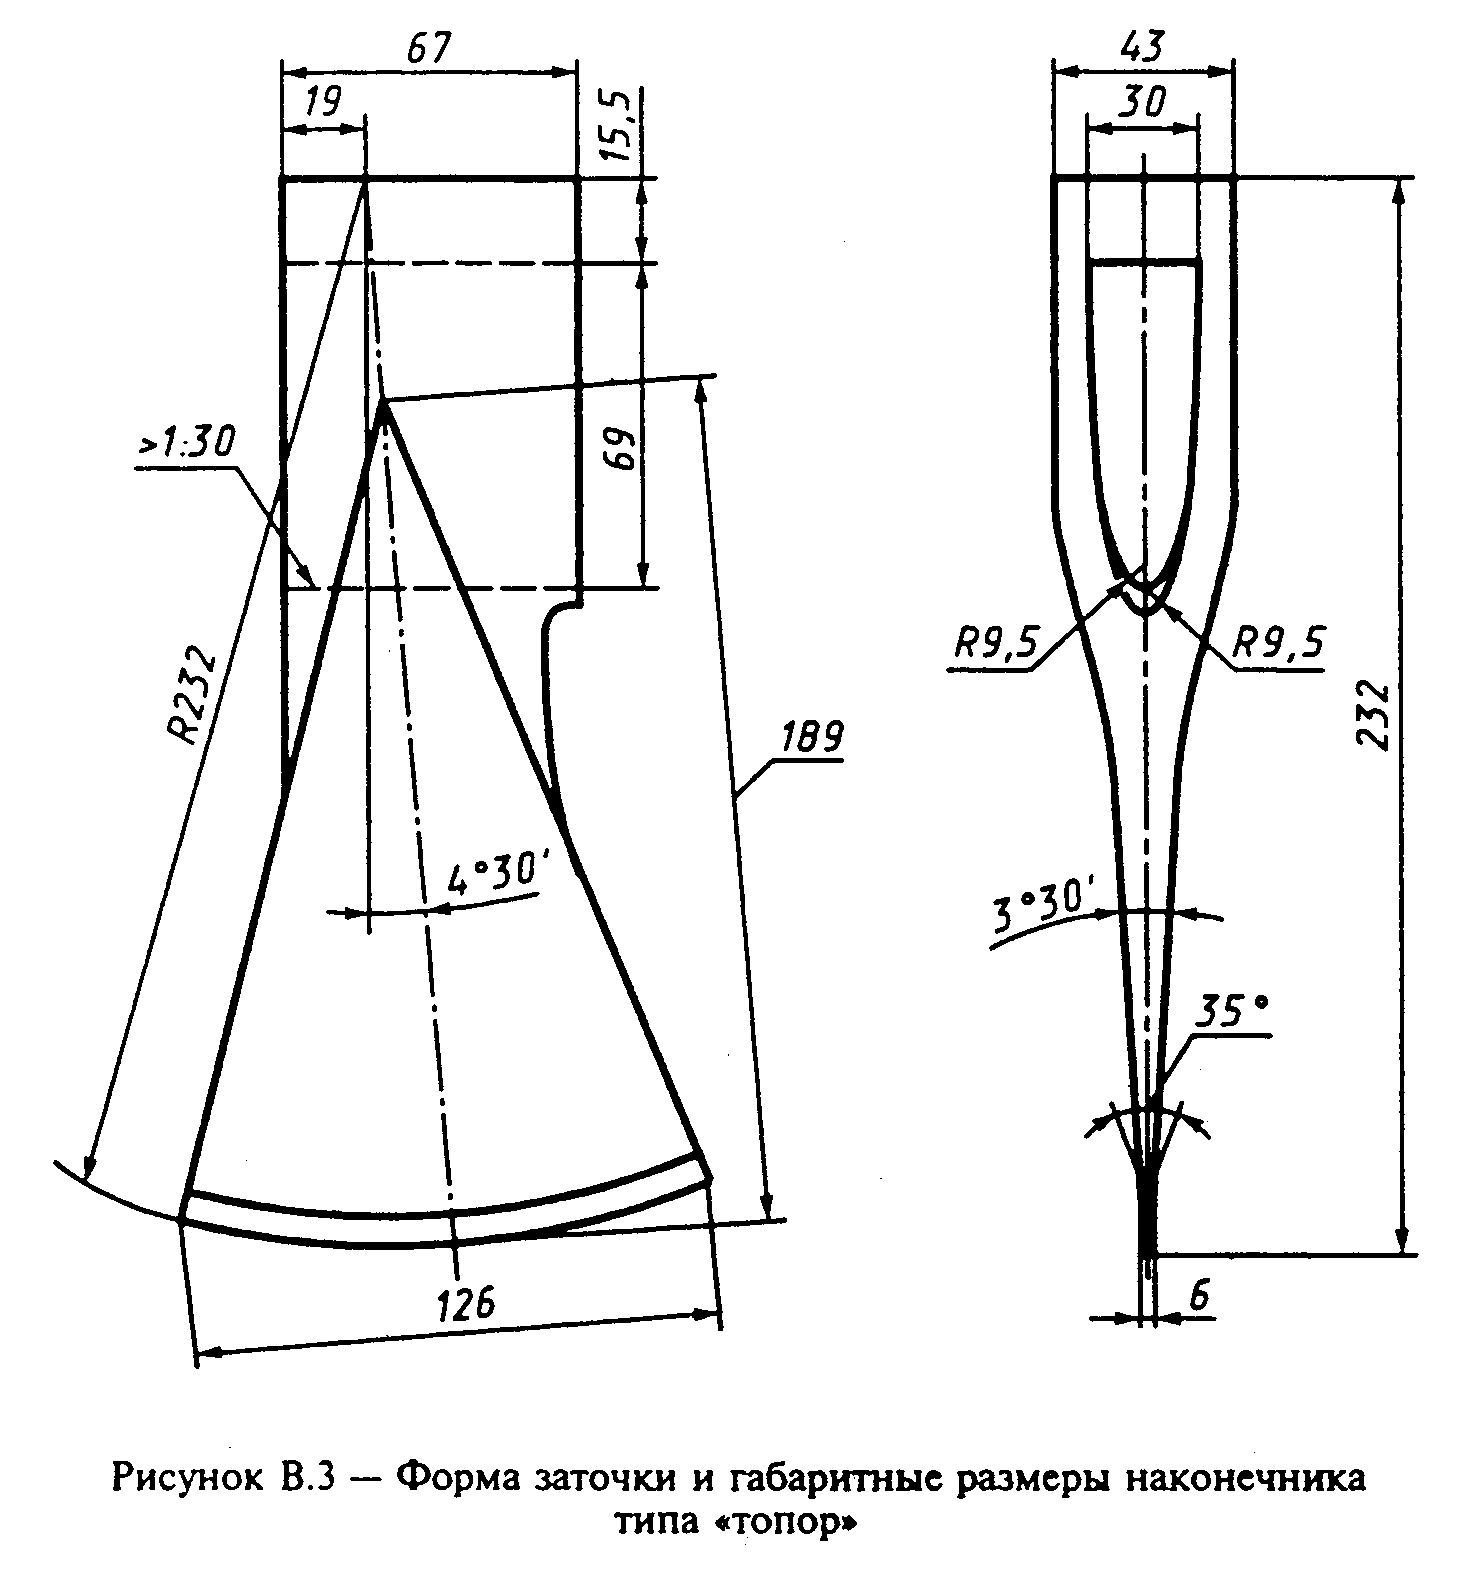 67
19
15,5
69
>1:30
R232
189
4°30'
126
43
30
R9,5
R9,5
232
3°30'
35°
6
Рисунок В.3 — Форма заточки и габаритные размеры наконечника
типа «топор»